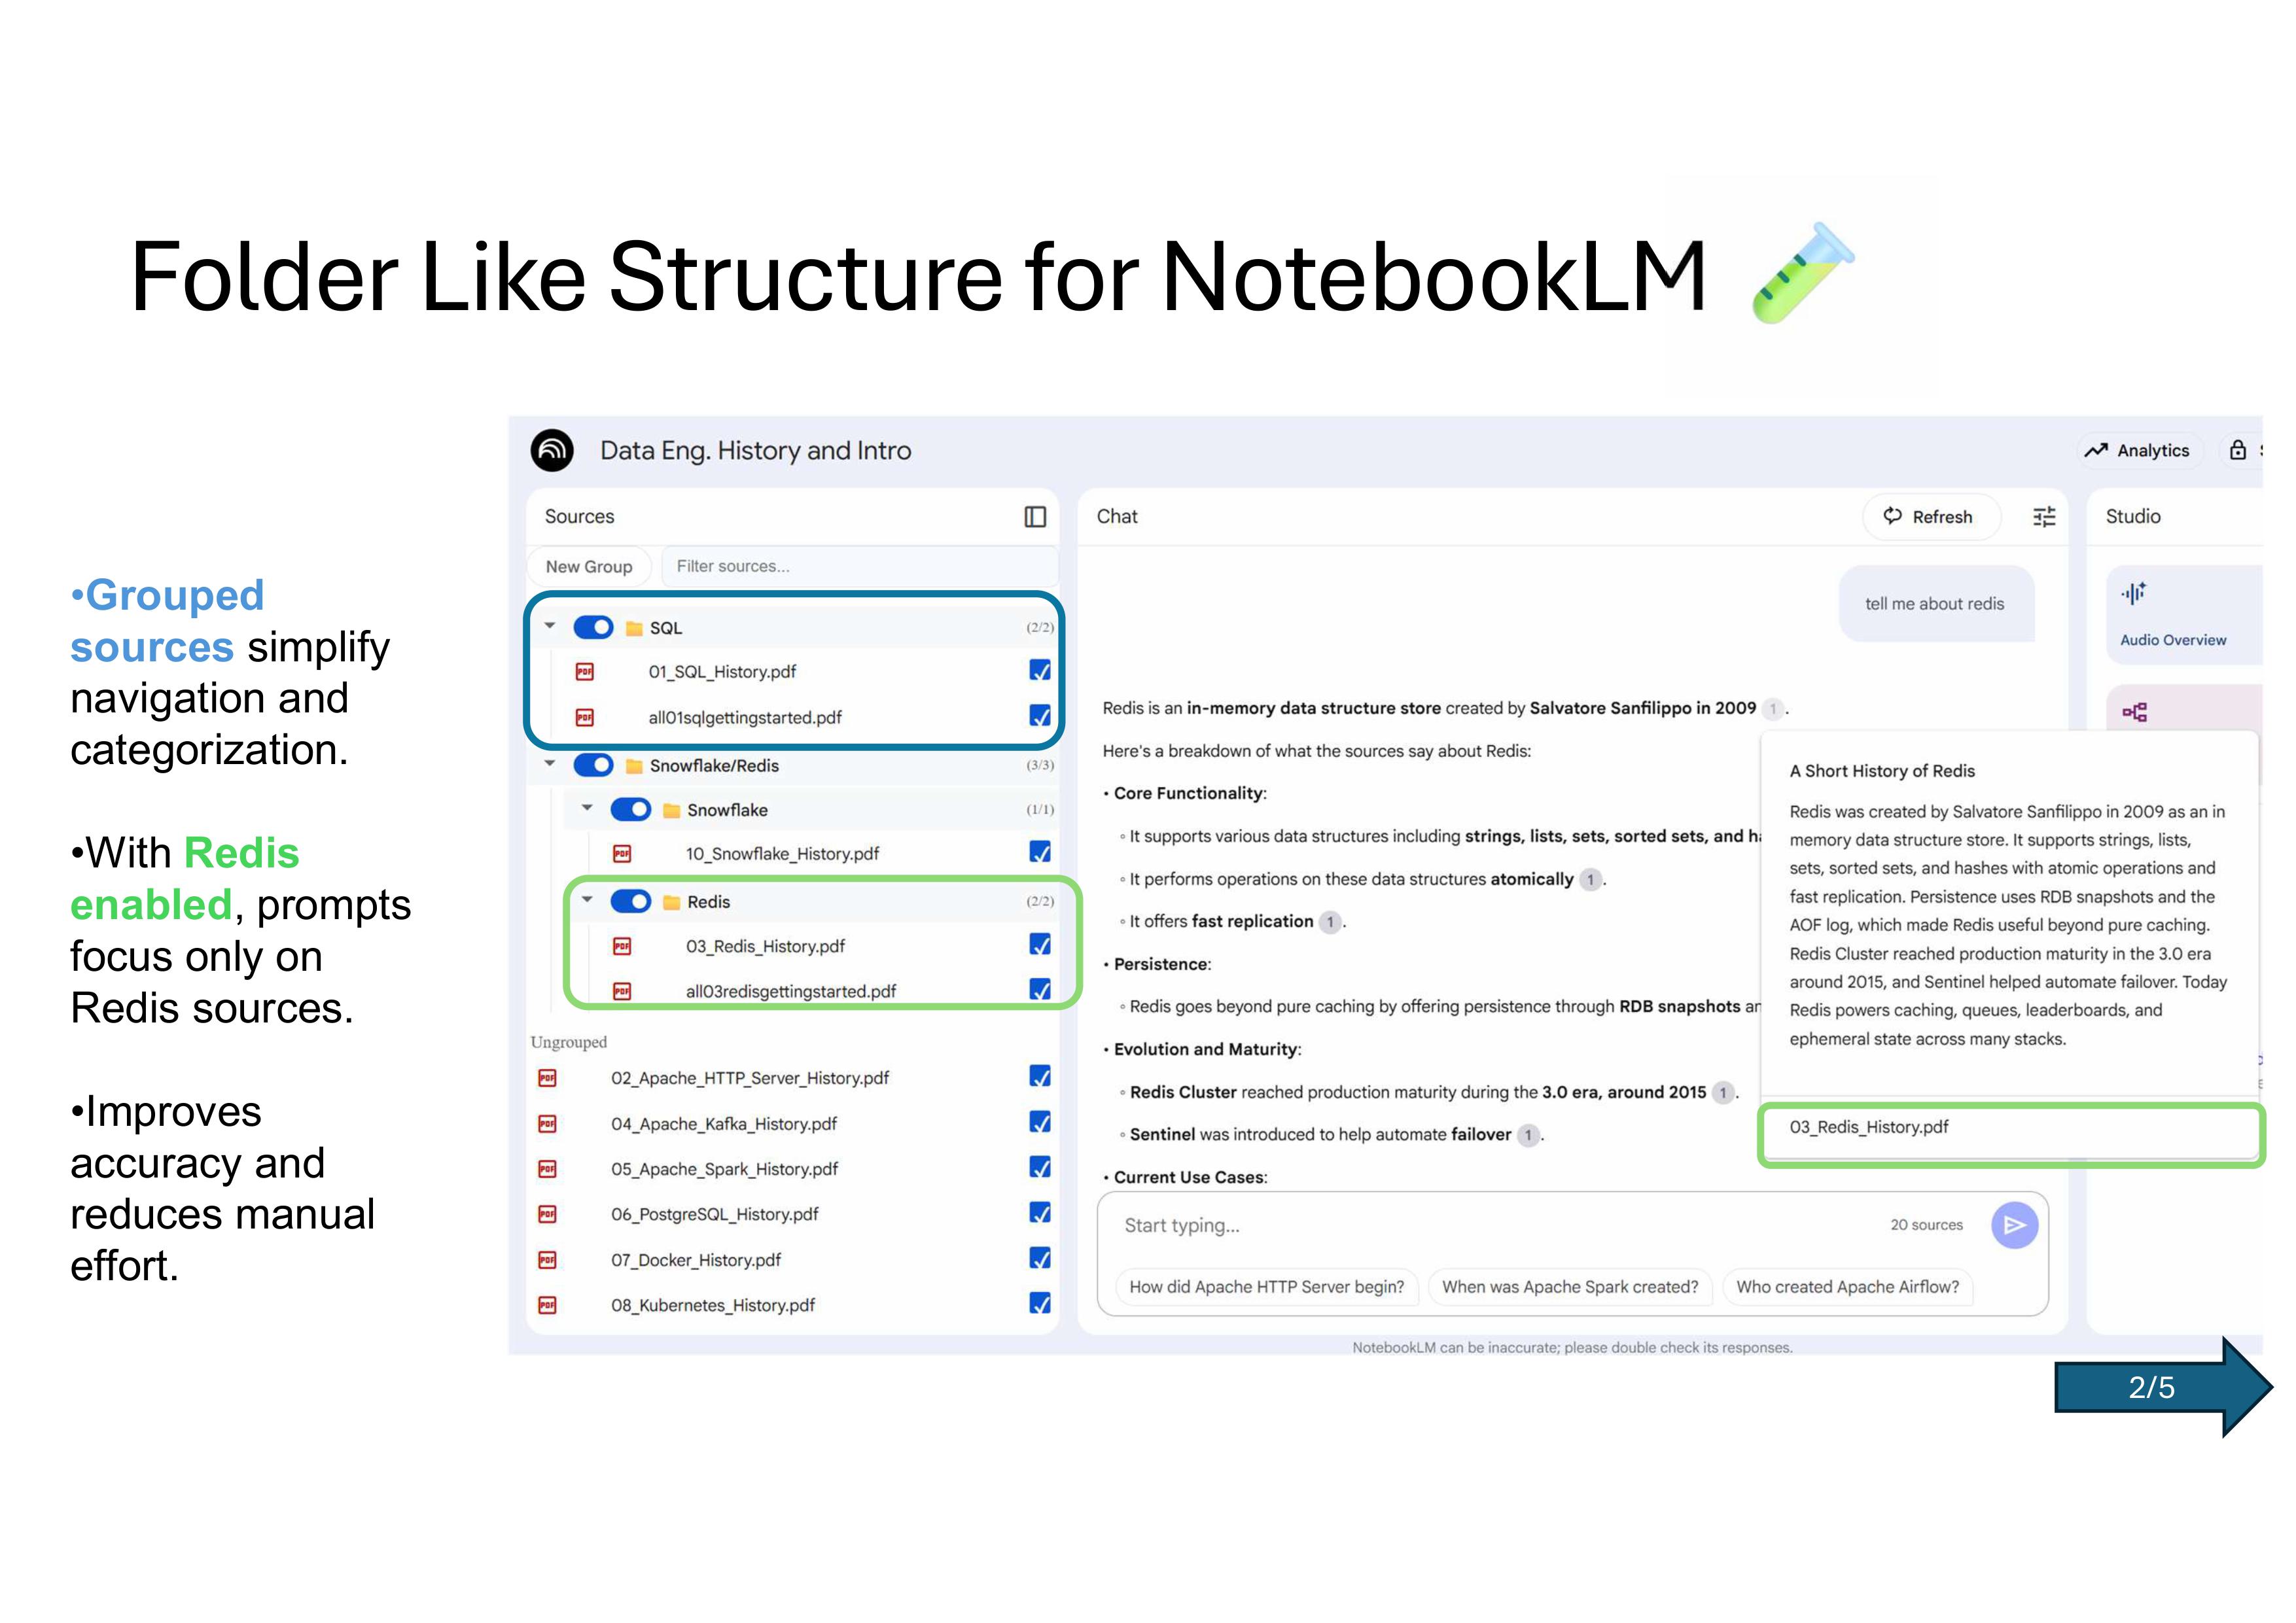 Folder Like Structure for NotebookLM
•Grouped
sources simplify
navigation and
categorization.
•With Redis
enabled, prompts
focus only on
Redis sources.
•Improves
accuracy and
reduces manual
effort.
Data Eng. History and Intro
Analytics
Sources
New Group
Filter sources...
SQL (2/2)
PDF 01_SQL_History.pdf
PDF all01sqlgettingstarted.pdf
Snowflake/Redis (3/3)
Snowflake (1/1)
PDF 10_Snowflake_History.pdf
Redis (2/2)
PDF 03_Redis_History.pdf
PDF all03redisgettingstarted.pdf
Ungrouped
PDF 02_Apache_HTTP_Server_History.pdf
PDF 04_Apache_Kafka_History.pdf
PDF 05_Apache_Spark_History.pdf
PDF 06_PostgreSQL_History.pdf
PDF 07_Docker_History.pdf
PDF 08_Kubernetes_History.pdf
Chat
Refresh
tell me about redis
Redis is an in-memory data structure store created by Salvatore Sanfilippo in 2009 1.
Here's a breakdown of what the sources say about Redis:
• Core Functionality:
◦ It supports various data structures including strings, lists, sets, sorted sets, and
◦ It performs operations on these data structures atomically 1.
◦ It offers fast replication 1.
• Persistence:
◦ Redis goes beyond pure caching by offering persistence through RDB snapshots
• Evolution and Maturity:
◦ Redis Cluster reached production maturity during the 3.0 era, around 2015 1.
◦ Sentinel was introduced to help automate failover 1.
• Current Use Cases:
Start typing...
20 sources
How did Apache HTTP Server begin?
When was Apache Spark created?
Who created Apache Airflow?
NotebookLM can be inaccurate; please double check its responses.
Studio
Audio Overview
A Short History of Redis
Redis was created by Salvatore Sanfilippo in 2009 as an in
memory data structure store. It supports strings, lists,
sets, sorted sets, and hashes with atomic operations and
fast replication. Persistence uses RDB snapshots and the
AOF log, which made Redis useful beyond pure caching.
Redis Cluster reached production maturity in the 3.0 era
around 2015, and Sentinel helped automate failover. Today
Redis powers caching, queues, leaderboards, and
ephemeral state across many stacks.
03_Redis_History.pdf
2/5